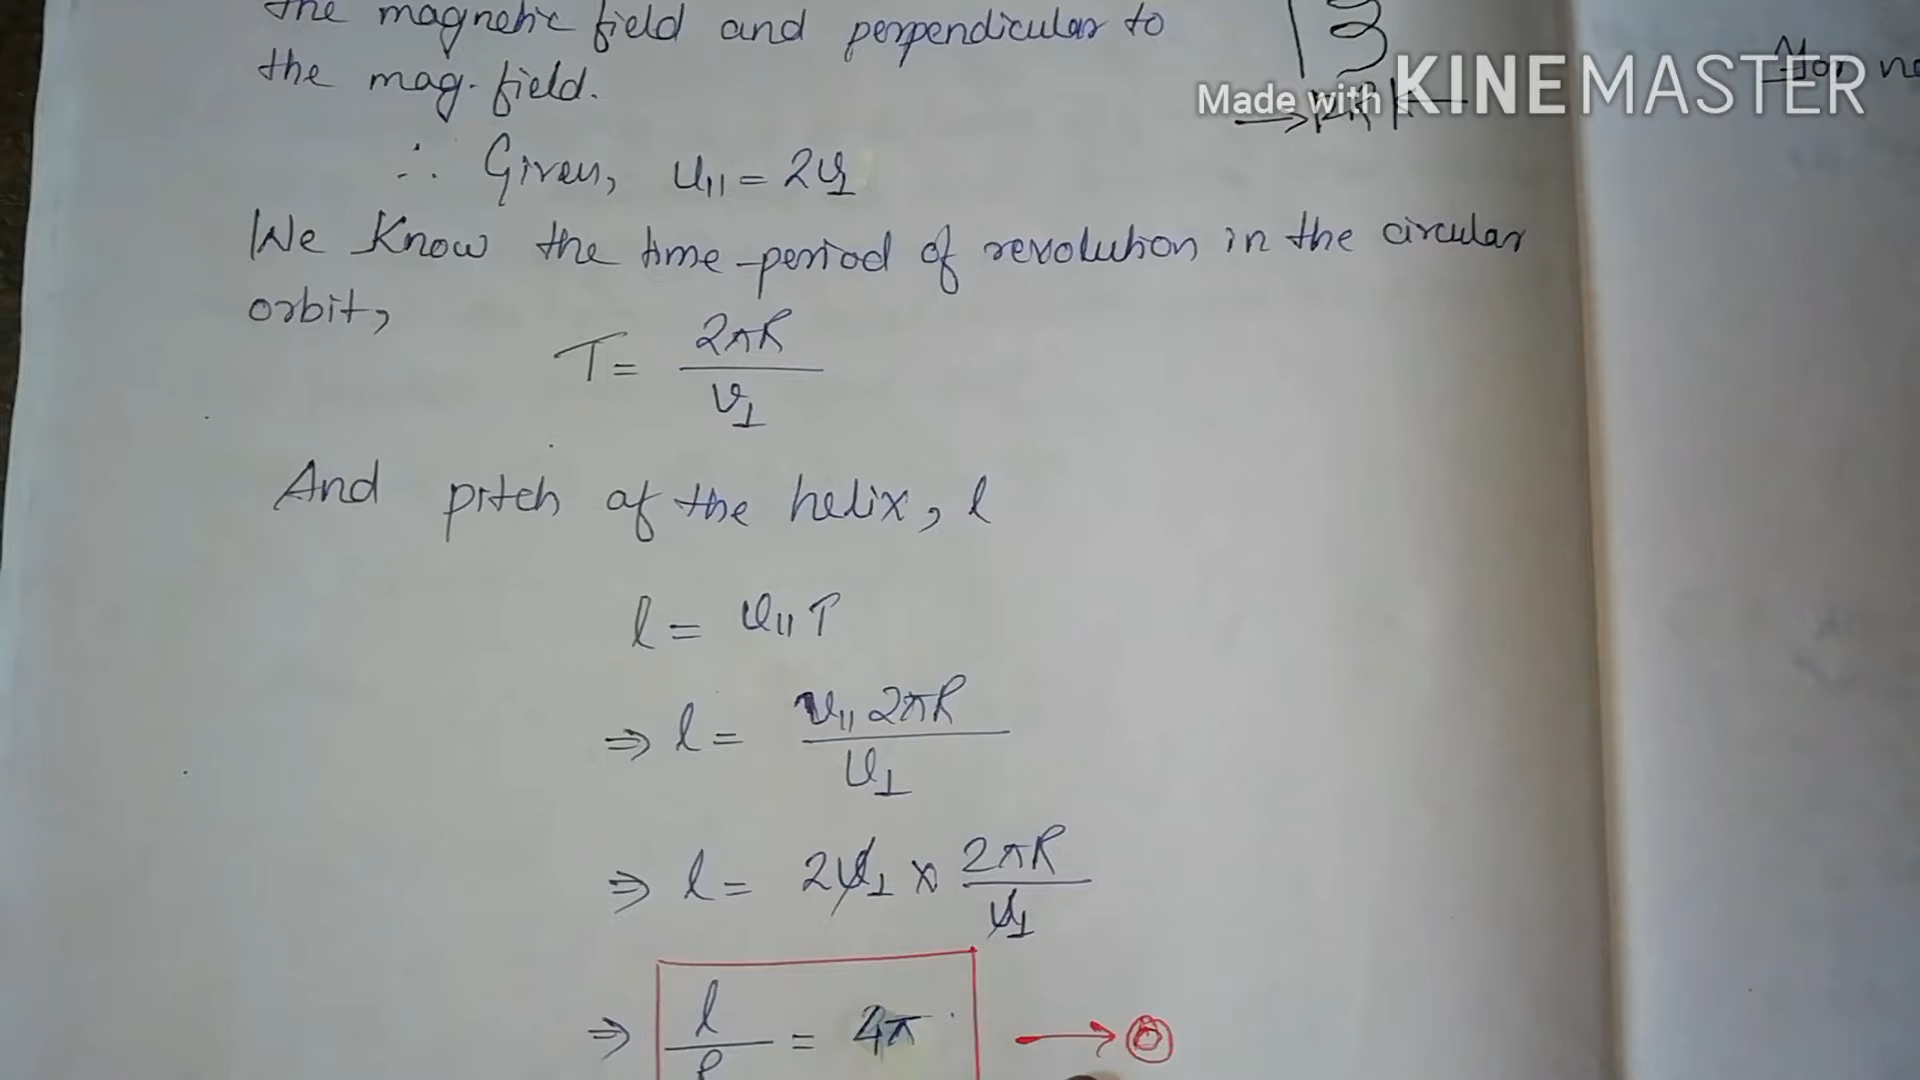 the magnetic field and perpendicular to
the mag. field.
∴ Given, v∥ = 2v⊥
We Know the time-period of revolution in the circular
orbit,
T = 2πR / v⊥
And pitch of the helix, l
l = v∥T
⇒ l = v∥ 2πR / v⊥
⇒ l = 2v⊥ × 2πR / v⊥
⇒ l / R = 4π
Made with KINEMASTER